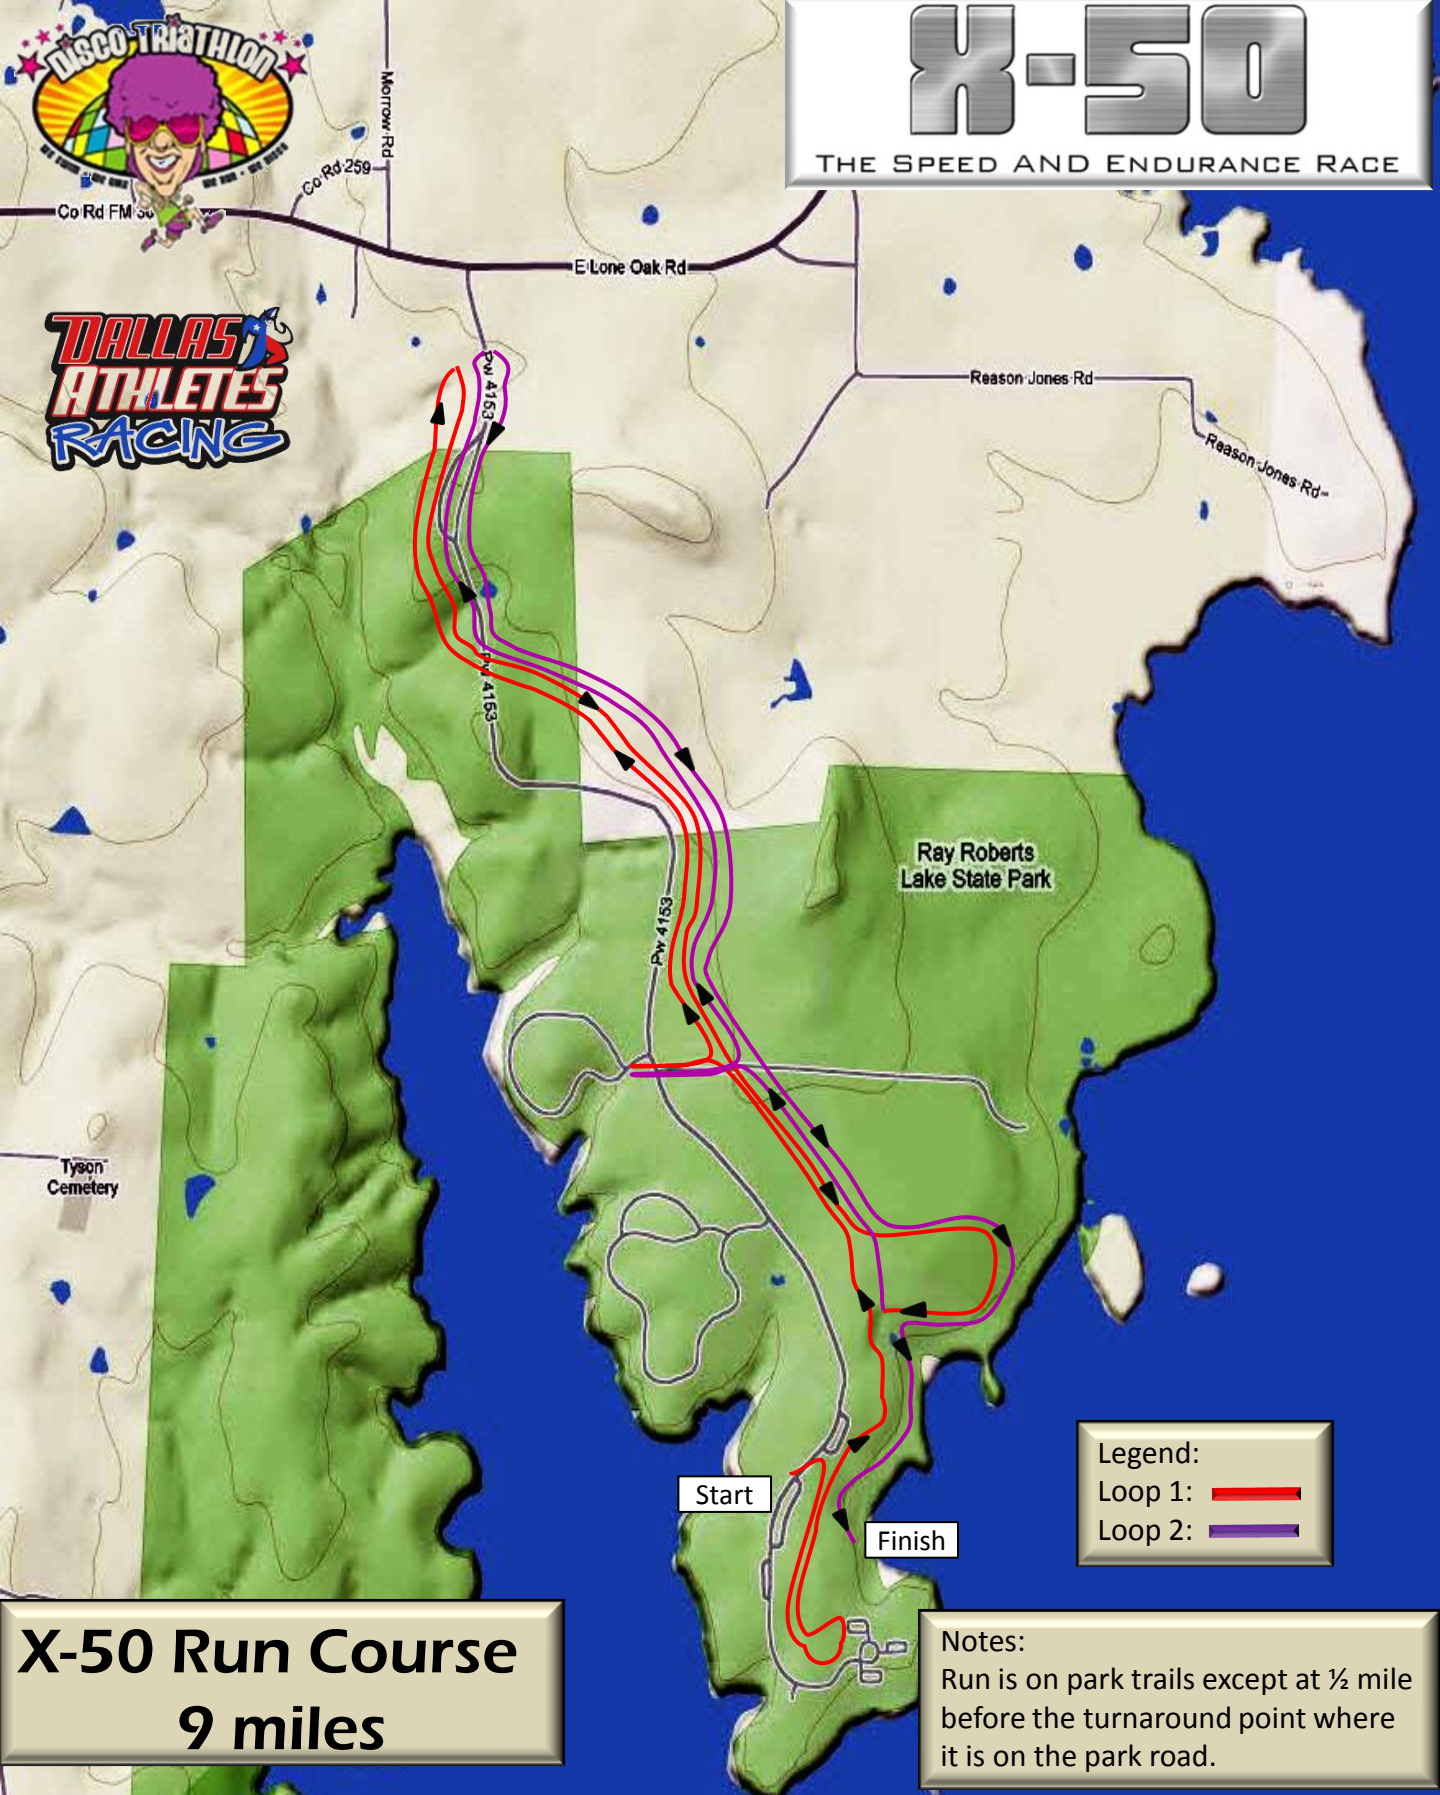 DISCO TRIATHLON
X-50
THE SPEED AND ENDURANCE RACE
Morrow Rd
Co Rd 259
Co Rd FM
E Lone Oak Rd
DALLAS
ATHLETES
RACING
Pw 4153
Reason Jones Rd
Reason Jones Rd
Pw 4153
Ray Roberts
Lake State Park
Pw 4153
Tyson
Cemetery
Start
Finish
Legend:
Loop 1:
Loop 2:
X-50 Run Course
9 miles
Notes:
Run is on park trails except at ½ mile
before the turnaround point where
it is on the park road.